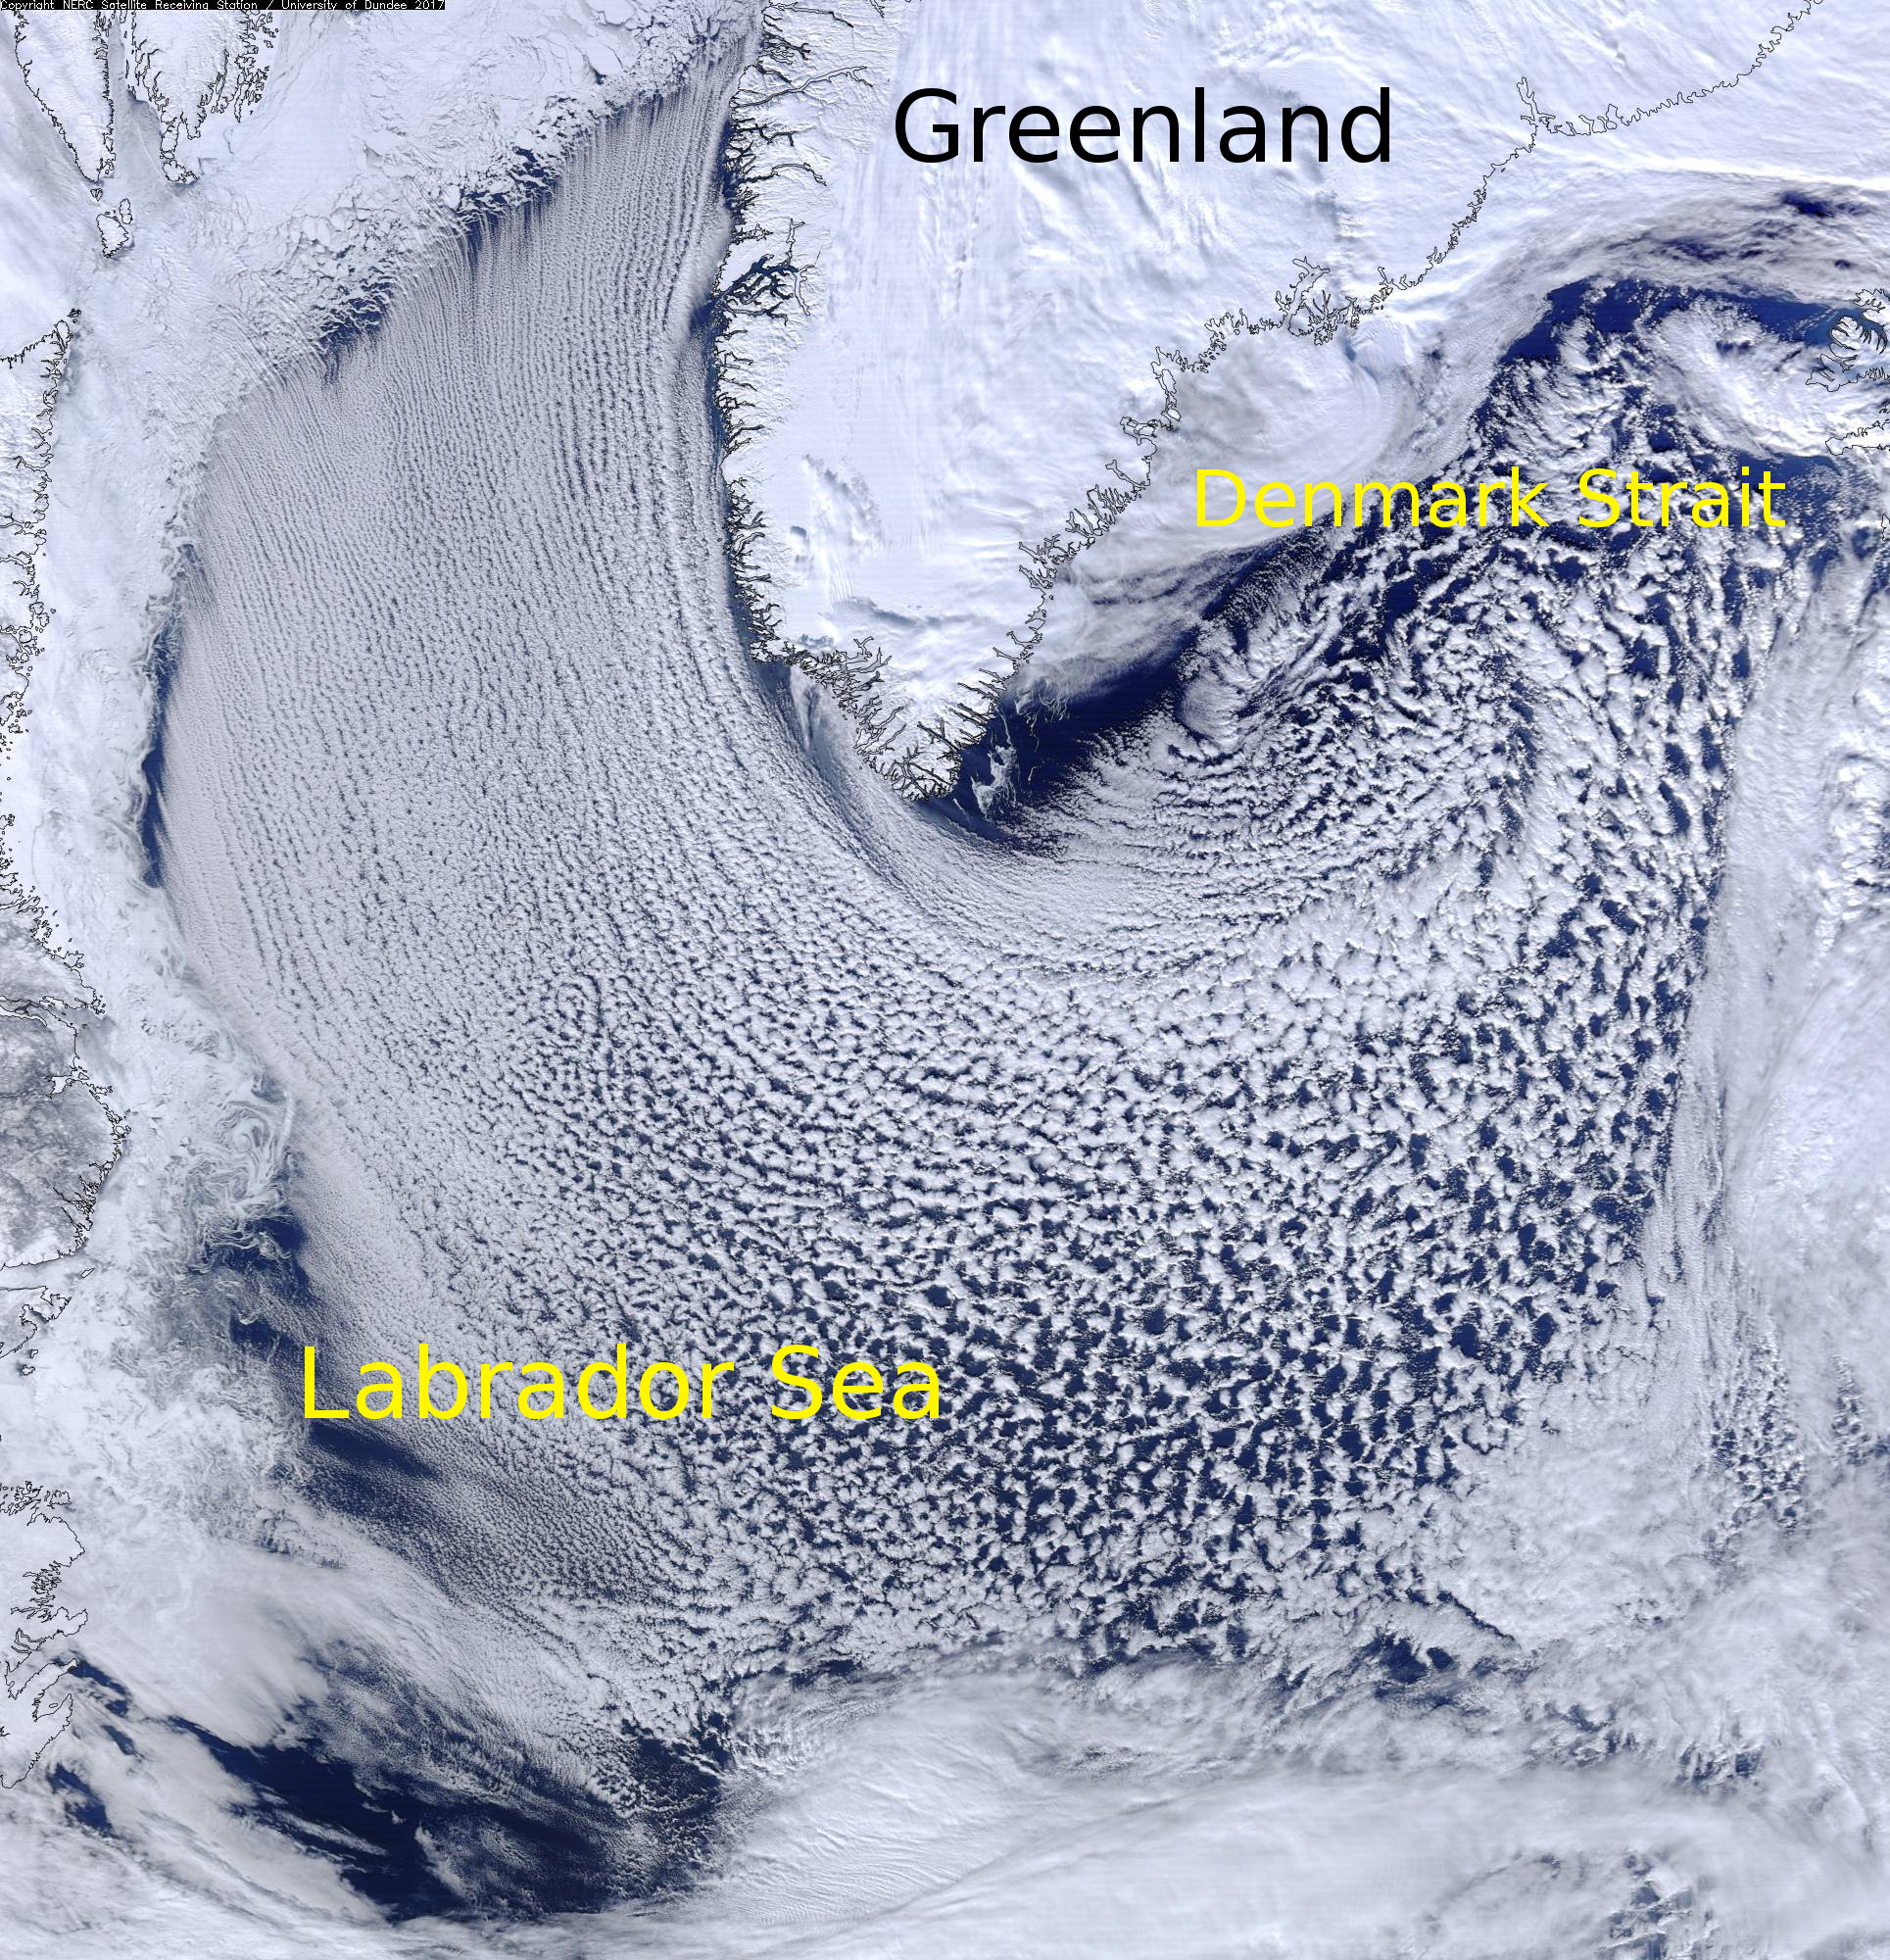 Copyright NERC Satellite Receiving Station / University of Dundee 2017
Greenland
Denmark Strait
Labrador Sea